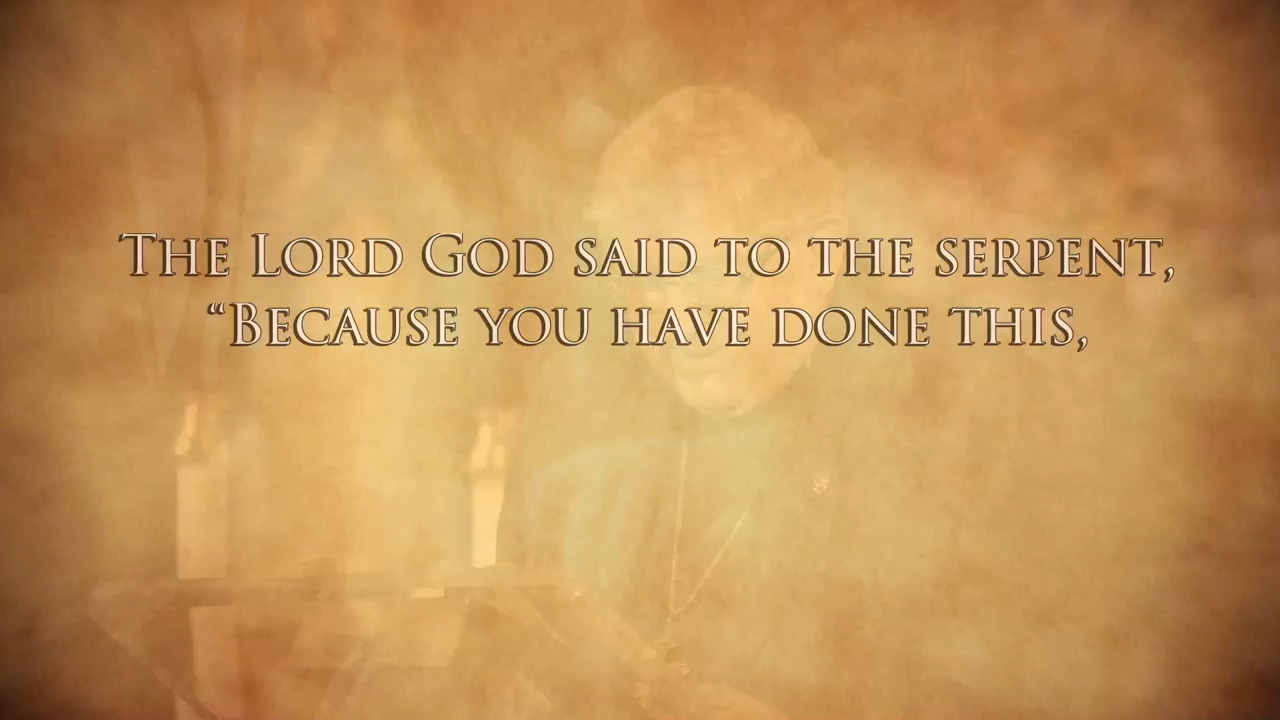 The Lord God said to the serpent,
“Because you have done this,